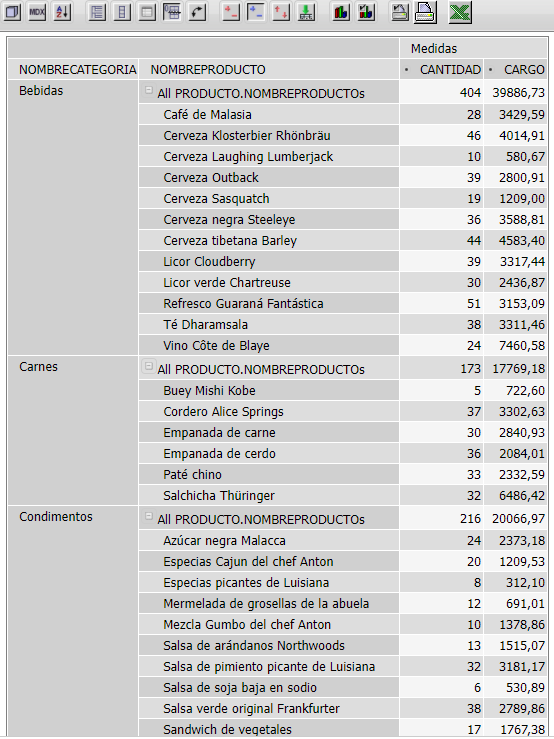 MDX
Medidas
NOMBRECATEGORIA NOMBREPRODUCTO CANTIDAD CARGO
Bebidas All PRODUCTO.NOMBREPRODUCTOs 404 39886,73
Café de Malasia 28 3429,59
Cerveza Klosterbier Rhönbräu 46 4014,91
Cerveza Laughing Lumberjack 10 580,67
Cerveza Outback 39 2800,91
Cerveza Sasquatch 19 1209,00
Cerveza negra Steeleye 36 3588,81
Cerveza tibetana Barley 44 4583,40
Licor Cloudberry 39 3317,44
Licor verde Chartreuse 30 2436,87
Refresco Guaraná Fantástica 51 3153,09
Té Dharamsala 38 3311,46
Vino Côte de Blaye 24 7460,58
Carnes All PRODUCTO.NOMBREPRODUCTOs 173 17769,18
Buey Mishi Kobe 5 722,60
Cordero Alice Springs 37 3302,63
Empanada de carne 30 2840,93
Empanada de cerdo 36 2084,01
Paté chino 33 2332,59
Salchicha Thüringer 32 6486,42
Condimentos All PRODUCTO.NOMBREPRODUCTOs 216 20066,97
Azúcar negra Malacca 24 2373,18
Especias Cajun del chef Anton 20 1209,53
Especias picantes de Luisiana 8 312,10
Mermelada de grosellas de la abuela 12 691,01
Mezcla Gumbo del chef Anton 10 1378,86
Salsa de arándanos Northwoods 13 1515,07
Salsa de pimiento picante de Luisiana 32 3181,17
Salsa de soja baja en sodio 6 530,89
Salsa verde original Frankfurter 38 2789,86
Sandwich de vegetales 17 1767,38